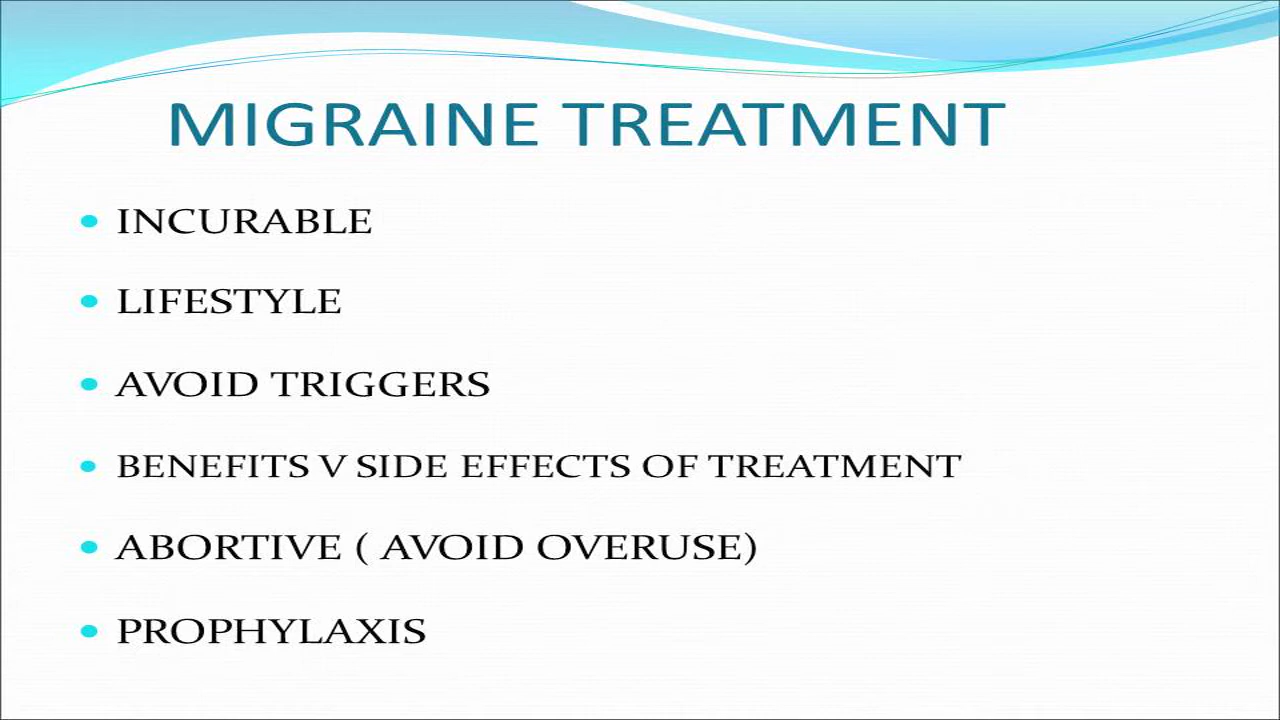 MIGRAINE TREATMENT
• INCURABLE
• LIFESTYLE
• AVOID TRIGGERS
• BENEFITS V SIDE EFFECTS OF TREATMENT
• ABORTIVE ( AVOID OVERUSE)
• PROPHYLAXIS